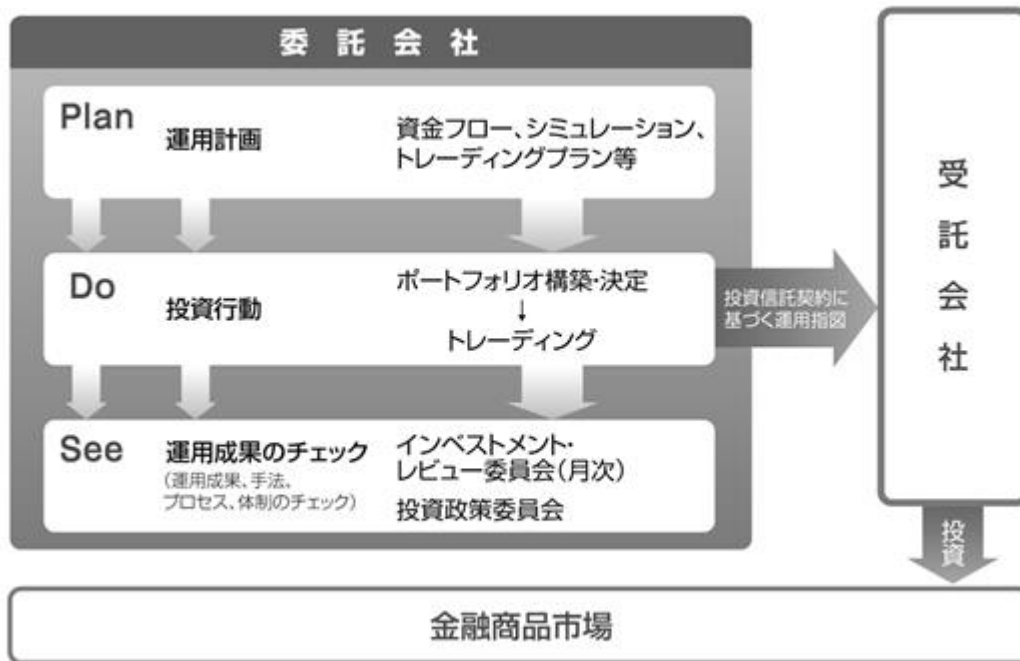 委託会社
Plan
運用計画
資金フロー、シミュレーション、
トレーディングプラン等
Do
投資行動
ポートフォリオ構築・決定
↓
トレーディング
See
運用成果のチェック
(運用成果、手法、
プロセス、体制のチェック)
インベストメント・
レビュー委員会(月次)
投資政策委員会
投資信託契約に
基づく運用指図
受託会社
投資
金融商品市場